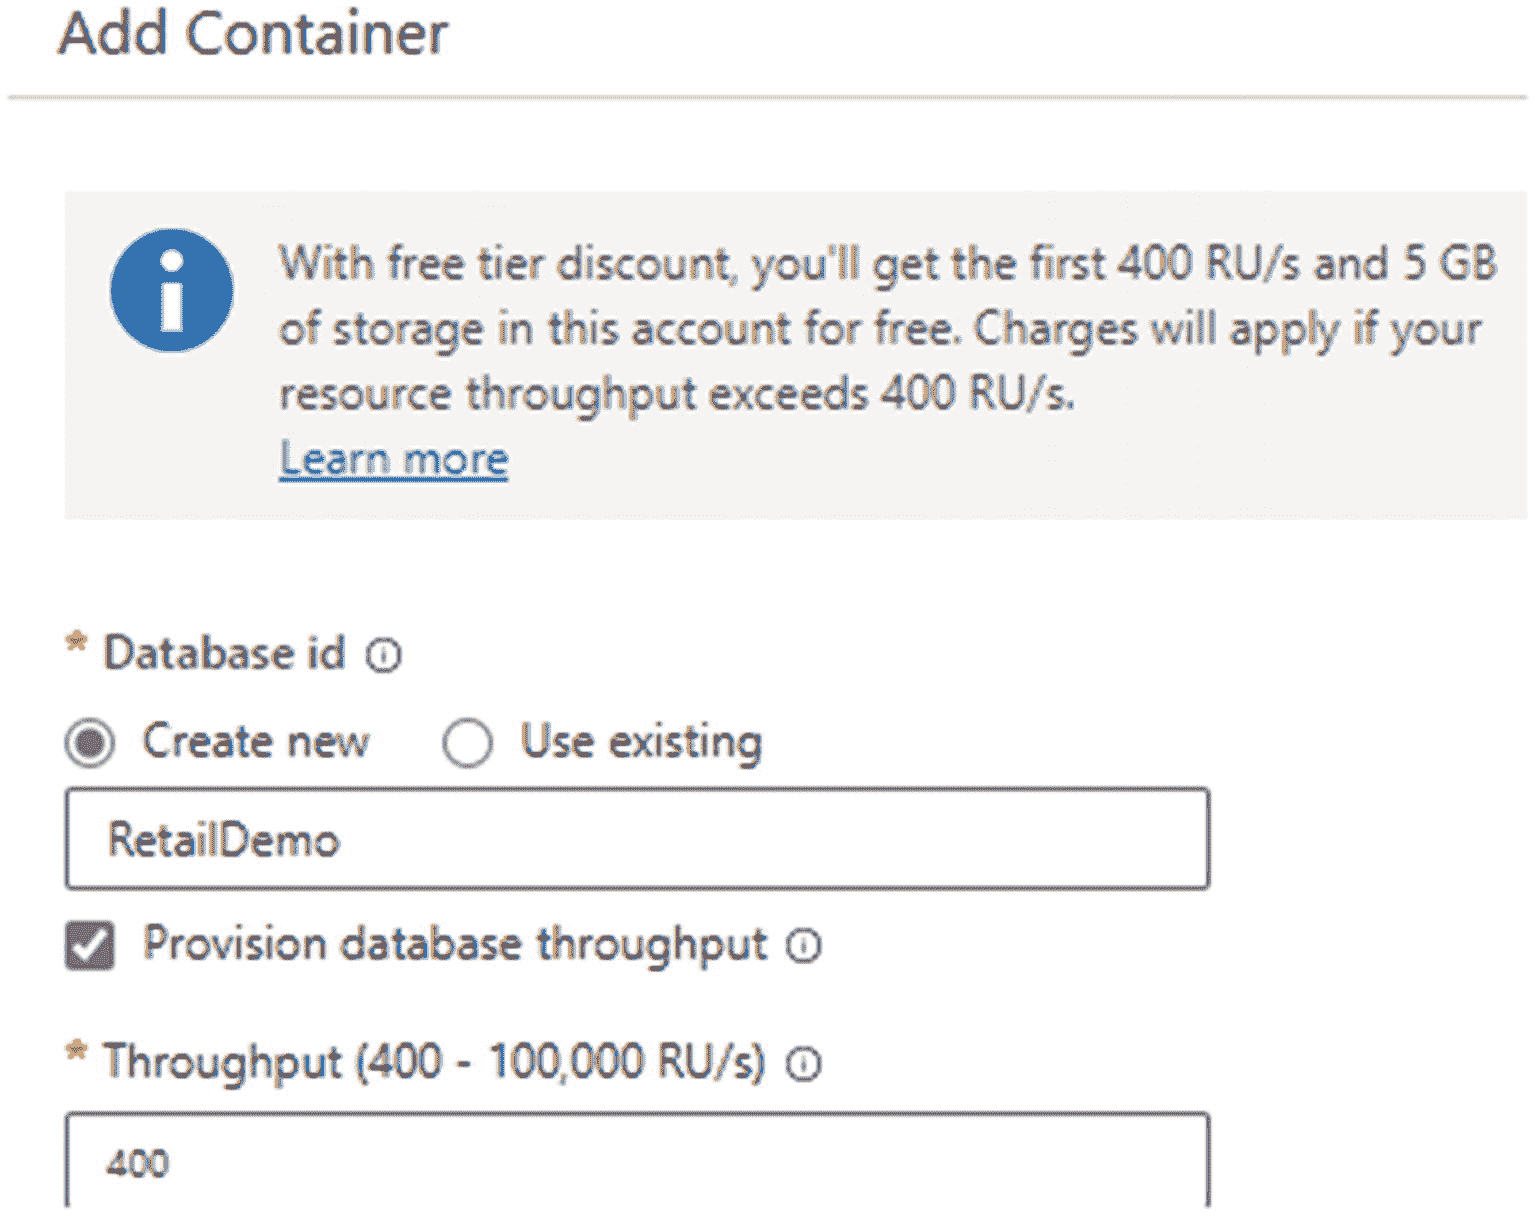 Add Container
With free tier discount, you'll get the first 400 RU/s and 5 GB
of storage in this account for free. Charges will apply if your
resource throughput exceeds 400 RU/s.
Learn more
* Database id
Create new Use existing
RetailDemo
Provision database throughput
* Throughput (400 - 100,000 RU/s)
400